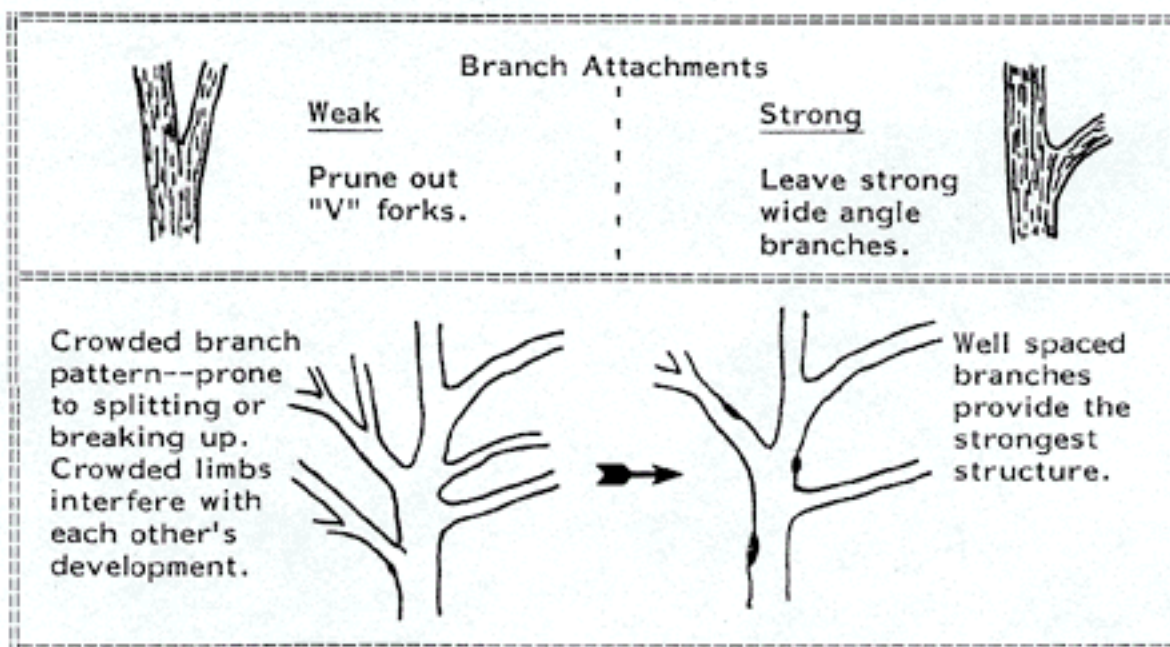 Branch Attachments
Weak
Prune out
"V" forks.
Strong
Leave strong
wide angle
branches.
Crowded branch
pattern--prone
to splitting or
breaking up.
Crowded limbs
interfere with
each other's
development.
Well spaced
branches
provide the
strongest
structure.